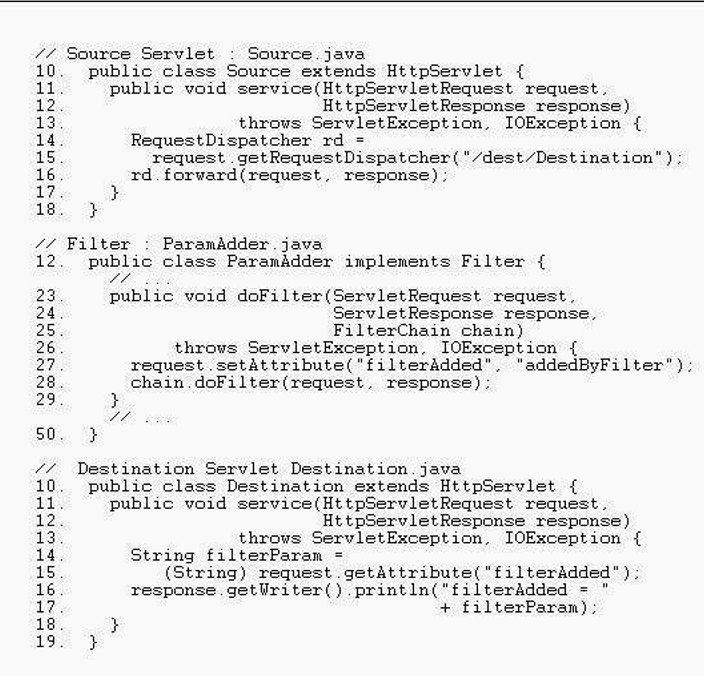 // Source Servlet : Source.java
10. public class Source extends HttpServlet {
11. public void service(HttpServletRequest request,
12. HttpServletResponse response)
13. throws ServletException, IOException {
14. RequestDispatcher rd =
15. request.getRequestDispatcher("/dest/Destination");
16. rd.forward(request, response);
17. }
18. }
// Filter : ParamAdder.java
12. public class ParamAdder implements Filter {
// ...
23. public void doFilter(ServletRequest request,
24. ServletResponse response,
25. FilterChain chain)
26. throws ServletException, IOException {
27. request.setAttribute("filterAdded", "addedByFilter");
28. chain.doFilter(request, response);
29. }
// ...
50. }
// Destination Servlet Destination.java
10. public class Destination extends HttpServlet {
11. public void service(HttpServletRequest request,
12. HttpServletResponse response)
13. throws ServletException, IOException {
14. String filterParam =
15. (String) request.getAttribute("filterAdded");
16. response.getWriter().println("filterAdded = "
17. + filterParam);
18. }
19. }